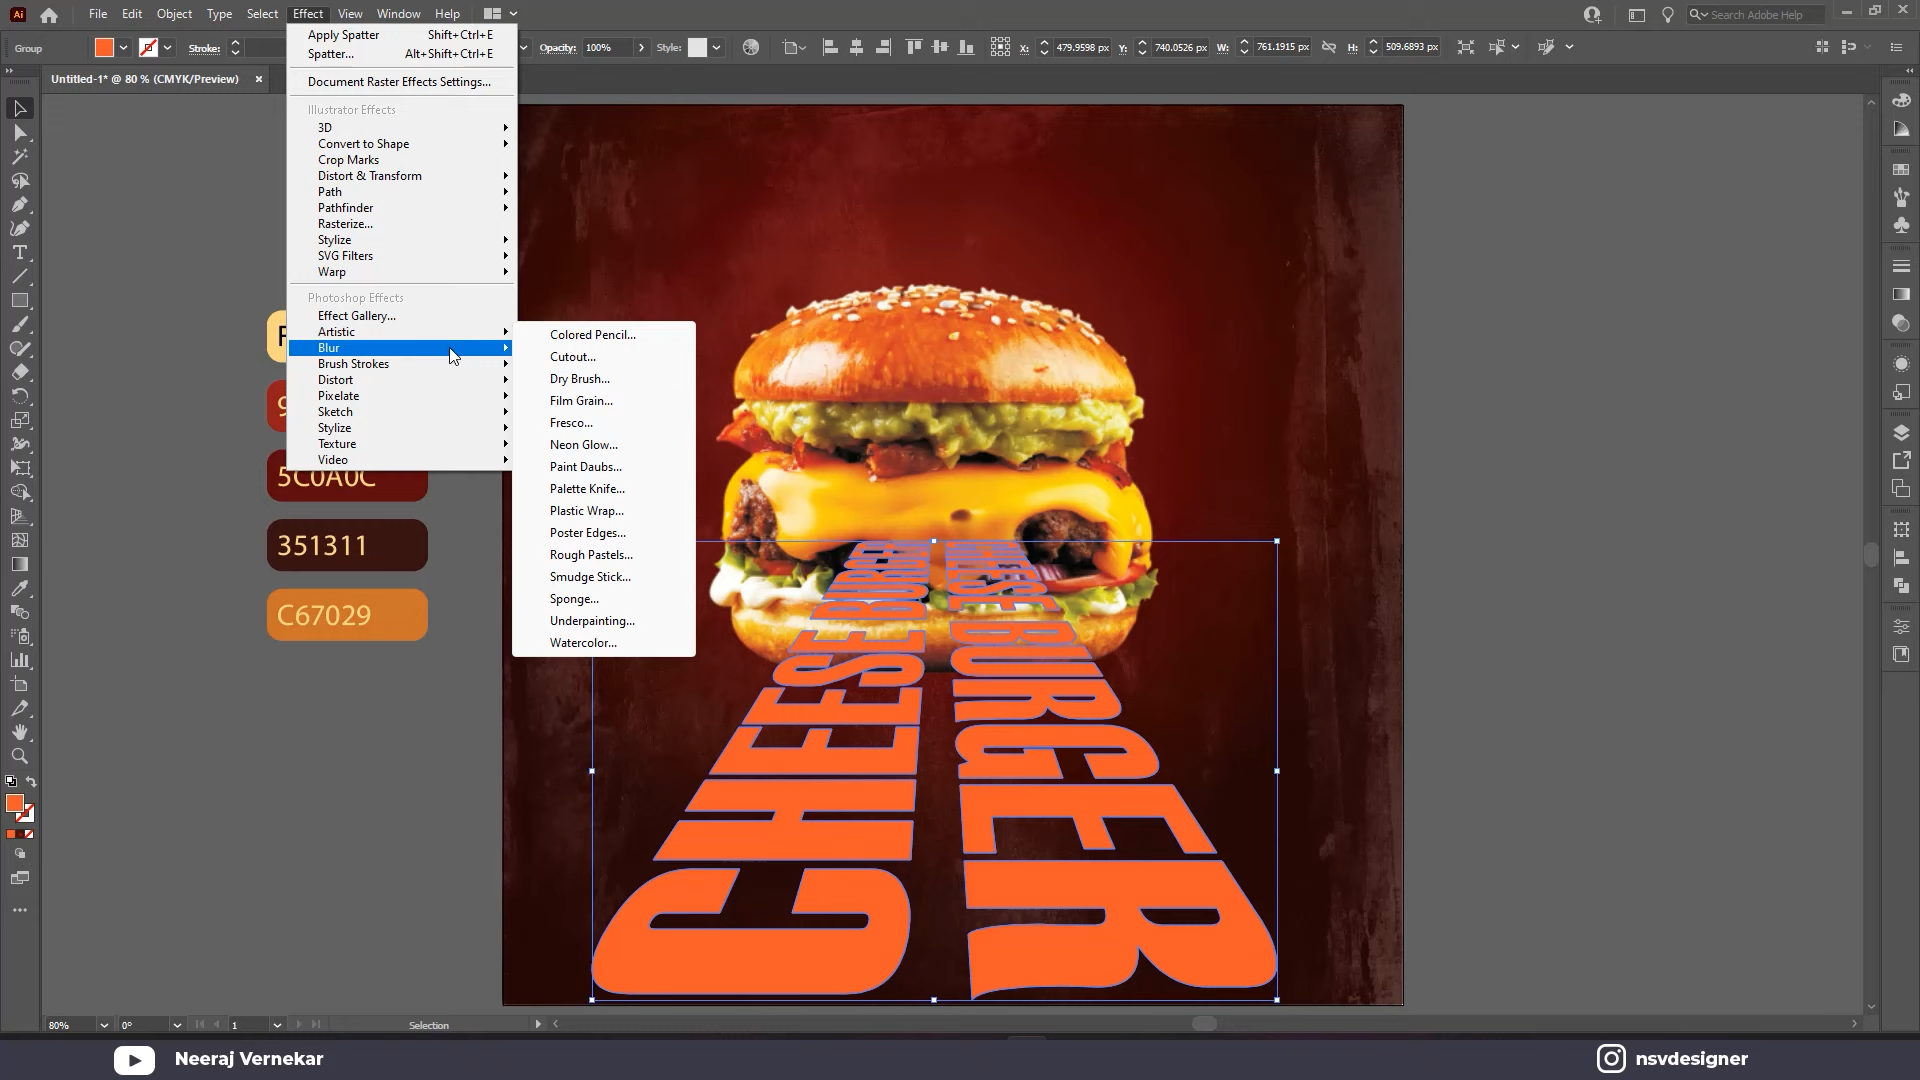 Ai File Edit Object Type Select Effect View Window Help Search Adobe Help
Group Stroke: Opacity: 100% Style: X: 479.9598 px Y: 740.0526 px W: 761.1915 px H: 509.6893 px
Untitled-1* @ 80 % (CMYK/Preview) ×
Apply Spatter Shift+Ctrl+E
Spatter... Alt+Shift+Ctrl+E
Document Raster Effects Settings...
Illustrator Effects
3D
Convert to Shape
Crop Marks
Distort & Transform
Path
Pathfinder
Rasterize...
Stylize
SVG Filters
Warp
Photoshop Effects
Effect Gallery...
Artistic
Blur
Brush Strokes
Distort
Pixelate
Sketch
Stylize
Texture
Video
Colored Pencil...
Cutout...
Dry Brush...
Film Grain...
Fresco...
Neon Glow...
Paint Daubs...
Palette Knife...
Plastic Wrap...
Poster Edges...
Rough Pastels...
Smudge Stick...
Sponge...
Underpainting...
Watercolor...
5C0A0C
351311
C67029
CHEESE BURGER
CHEESE BURGER
80% 0° 1 Selection
Neeraj Vernekar
nsvdesigner